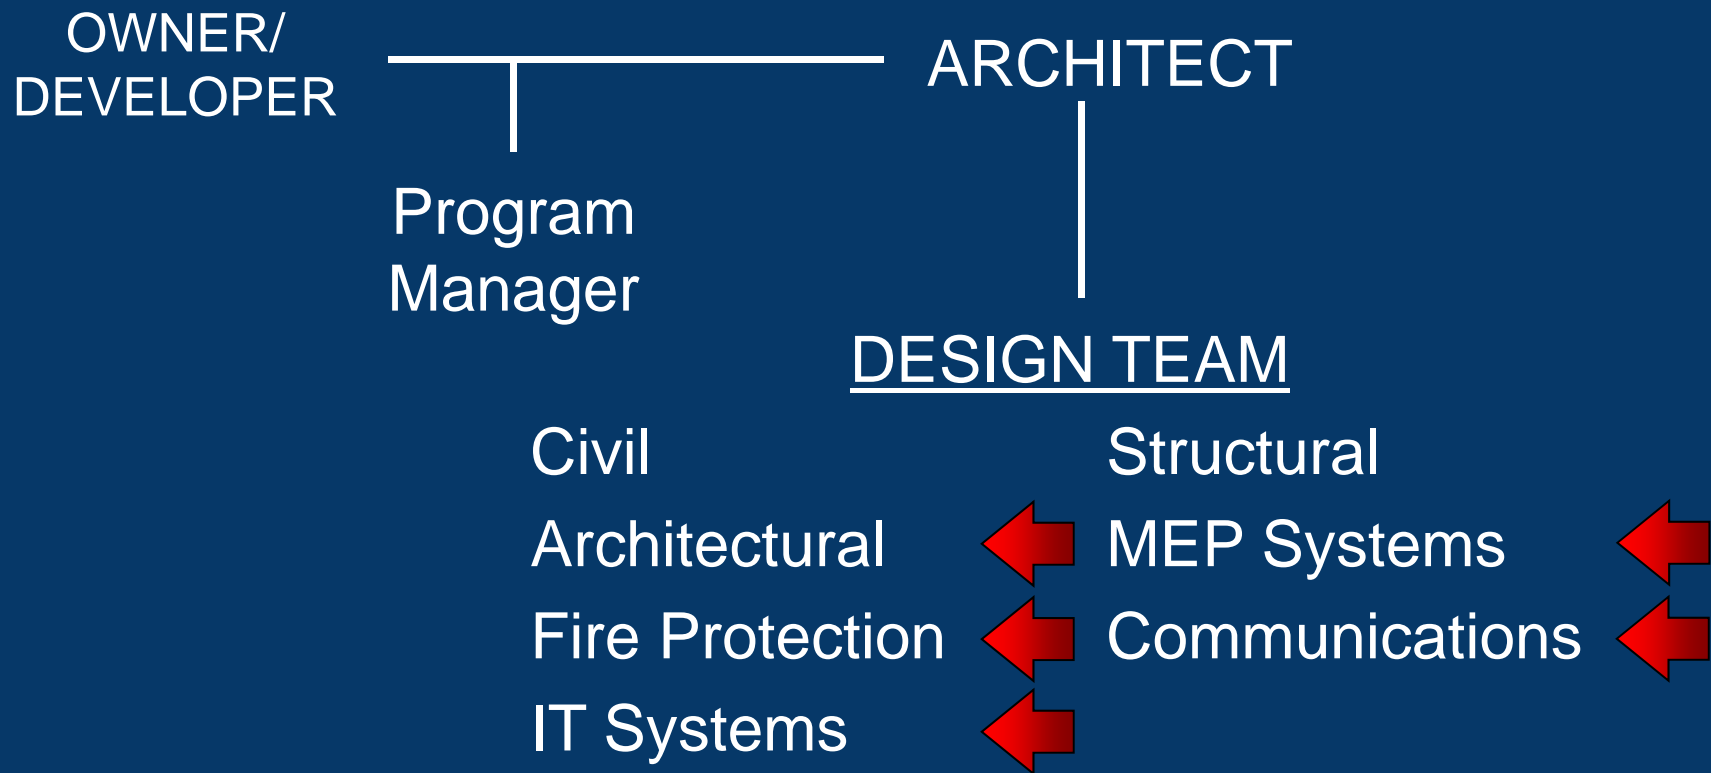 OWNER/
DEVELOPER
ARCHITECT
Program
Manager
DESIGN TEAM
Civil
Structural
Architectural
MEP Systems
Fire Protection
Communications
IT Systems